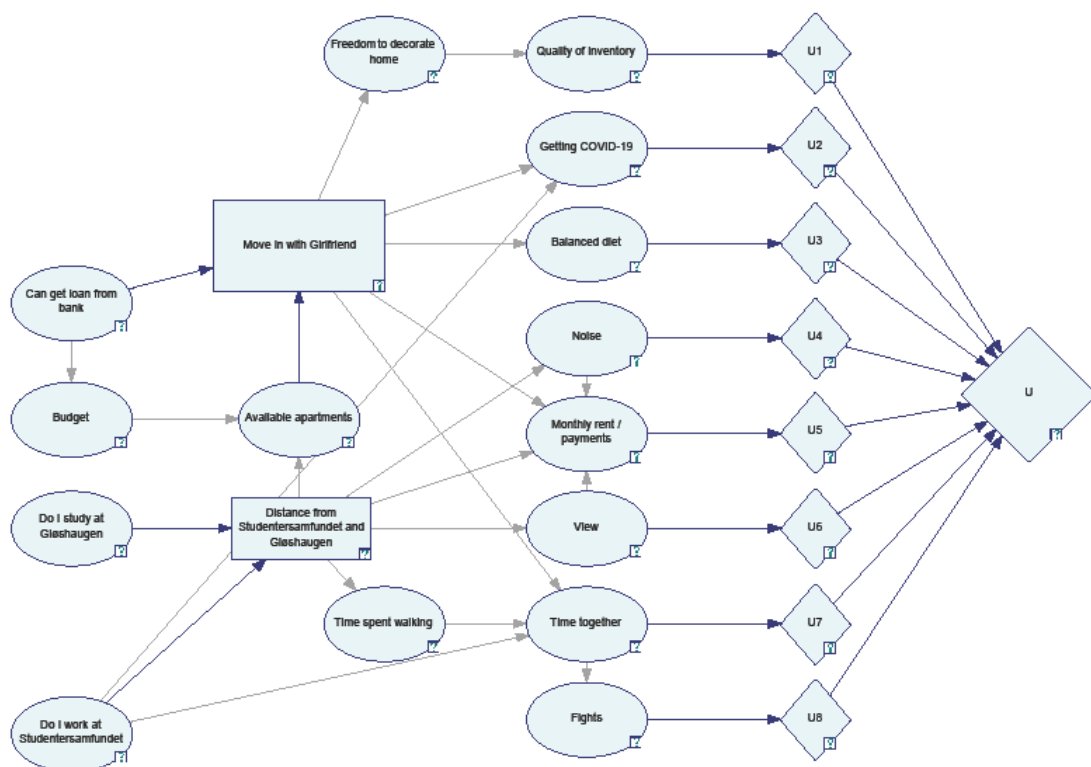 Freedom to decorate
home
Quality of Inventory
U1
Getting COVID-19
U2
Move In with Girlfriend
Balanced diet
U3
Can get loan from
bank
Noise
U4
Budget
Available apartments
Monthly rent /
payments
U5
U
Do I study at
Gløshaugen
Distance from
Studentersamfundet and
Gløshaugen
View
U6
Time spent walking
Time together
U7
Do I work at
Studentersamfundet
Fights
U8